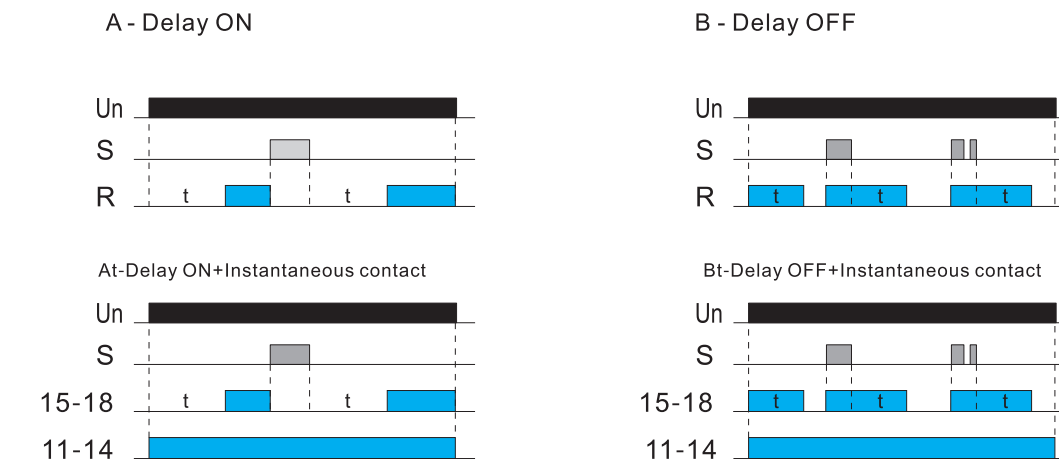 A - Delay ON
Un
S
R t t
At-Delay ON+Instantaneous contact
Un
S
15-18 t t
11-14
B - Delay OFF
Un
S
R t t t
Bt-Delay OFF+Instantaneous contact
Un
S
15-18 t t t
11-14